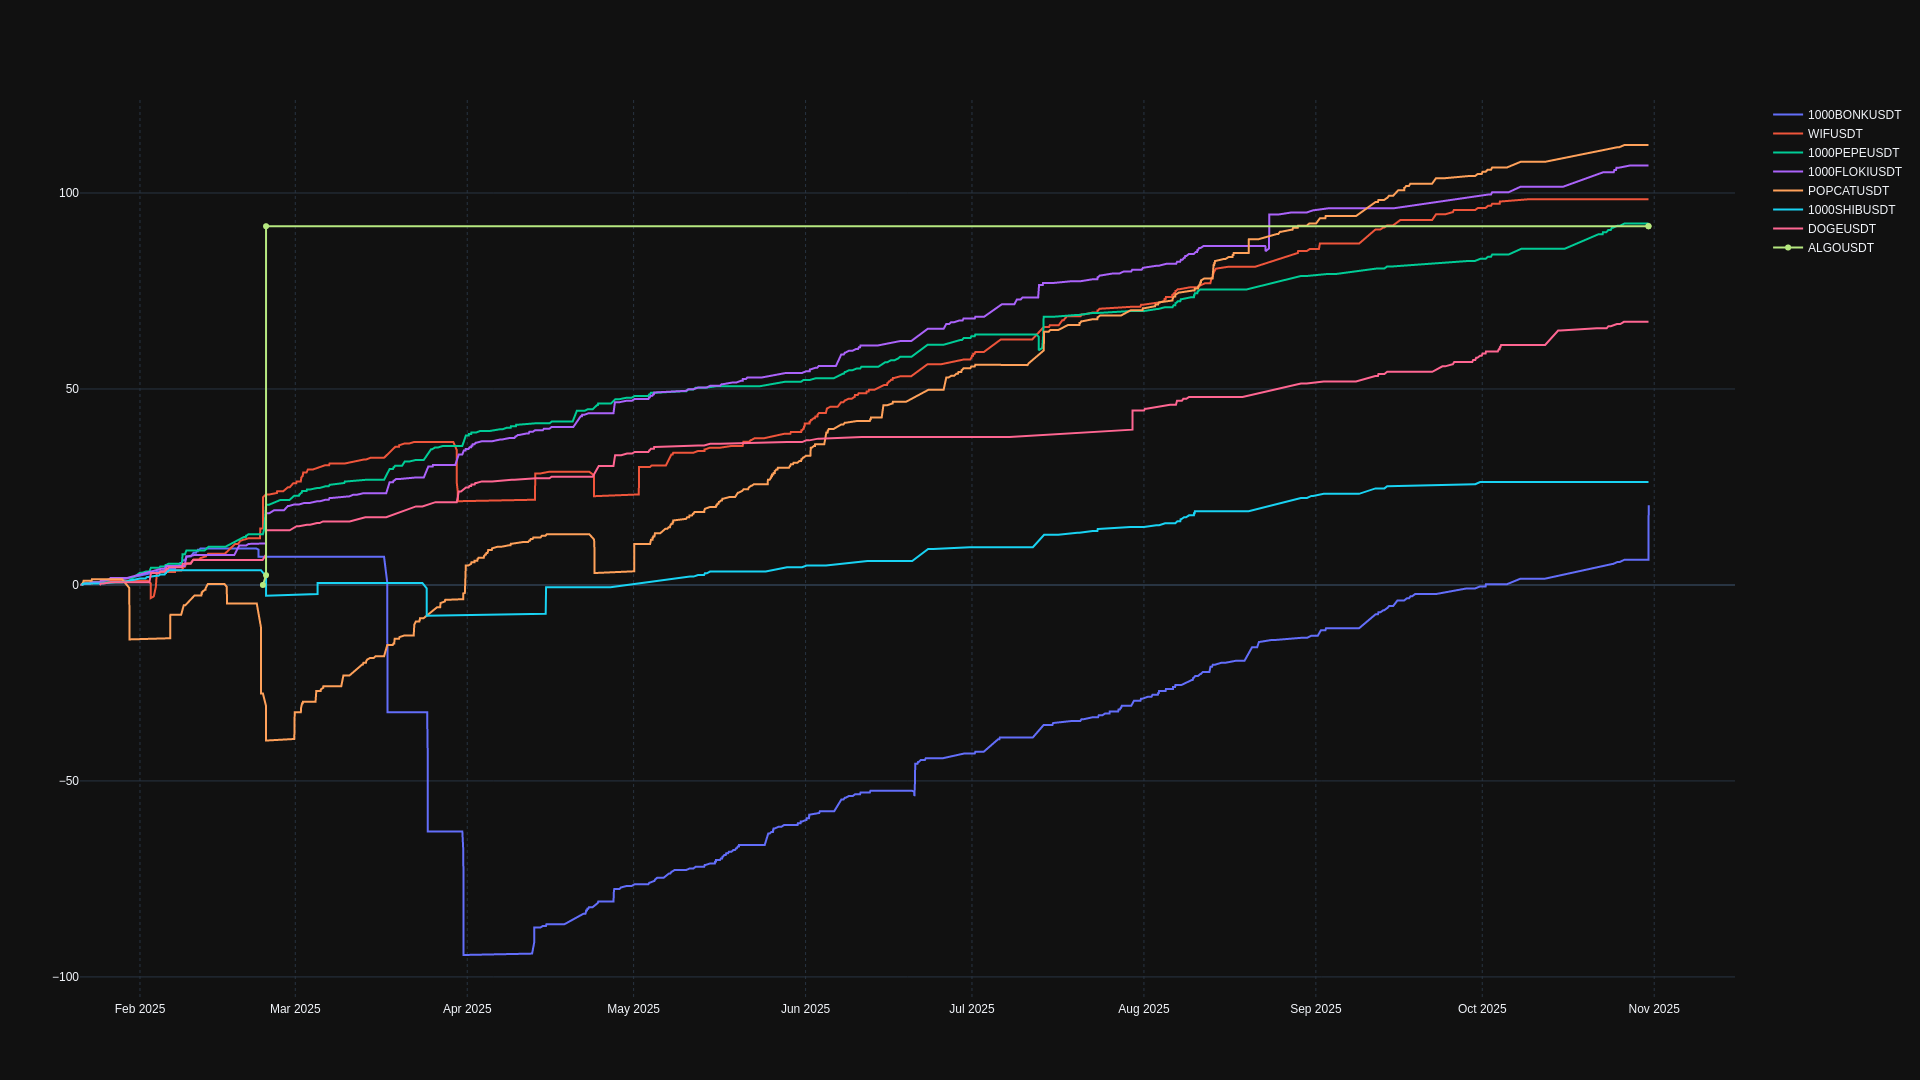 1000BONKUSDT
WIFUSDT
1000PEPEUSDT
1000FLOKIUSDT
POPCATUSDT
1000SHIBUSDT
DOGEUSDT
ALGOUSDT
100
50
0
−50
−100
Feb 2025
Mar 2025
Apr 2025
May 2025
Jun 2025
Jul 2025
Aug 2025
Sep 2025
Oct 2025
Nov 2025